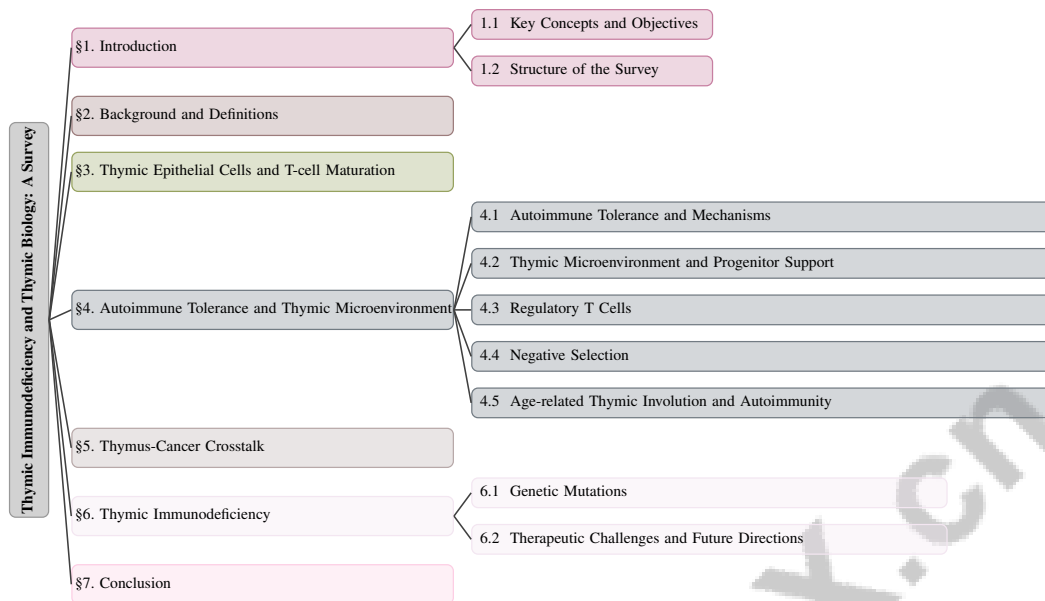 Thymic Immunodeficiency and Thymic Biology: A Survey
§1. Introduction
1.1 Key Concepts and Objectives
1.2 Structure of the Survey
§2. Background and Definitions
§3. Thymic Epithelial Cells and T-cell Maturation
§4. Autoimmune Tolerance and Thymic Microenvironment
4.1 Autoimmune Tolerance and Mechanisms
4.2 Thymic Microenvironment and Progenitor Support
4.3 Regulatory T Cells
4.4 Negative Selection
4.5 Age-related Thymic Involution and Autoimmunity
§5. Thymus-Cancer Crosstalk
§6. Thymic Immunodeficiency
6.1 Genetic Mutations
6.2 Therapeutic Challenges and Future Directions
§7. Conclusion
x.cn